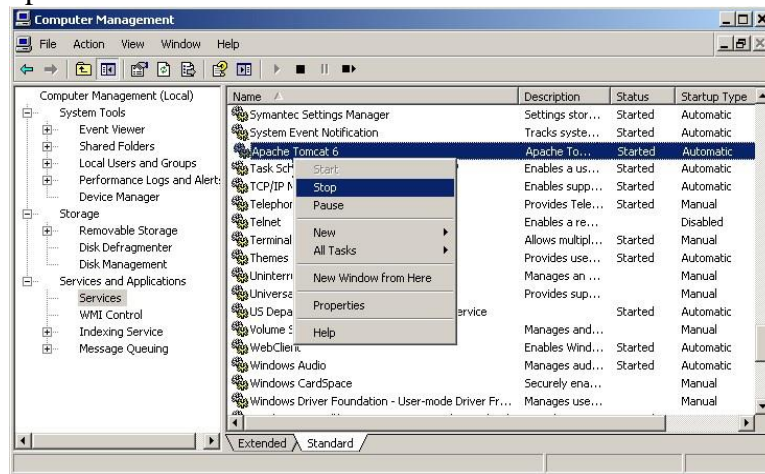 Computer Management
File Action View Window Help
Computer Management (Local)
System Tools
Event Viewer
Shared Folders
Local Users and Groups
Performance Logs and Alert
Device Manager
Storage
Removable Storage
Disk Defragmenter
Disk Management
Services and Applications
Services
WMI Control
Indexing Service
Message Queuing
Name Description Status Startup Type
Symantec Settings Manager Settings stor... Started Automatic
System Event Notification Tracks syste... Started Automatic
Apache Tomcat 6 Apache To... Started Automatic
Task Sch Enables a us... Started Automatic
TCP/IP N Enables supp... Started Automatic
Telephor Provides Tele... Started Manual
Telnet Enables a re... Disabled
Terminal Allows multipl... Started Manual
Themes Provides use... Started Automatic
Uninterru Manages an ... Manual
Universa Provides sup... Manual
US Depa ervice Started Automatic
Volume S Manages and... Manual
WebClient Enables Wind... Started Automatic
Windows Audio Manages aud... Started Automatic
Windows CardSpace Securely ena... Manual
Windows Driver Foundation - User-mode Driver Fr... Manages use... Manual
Start
Stop
Pause
New
All Tasks
New Window from Here
Properties
Help
Extended Standard